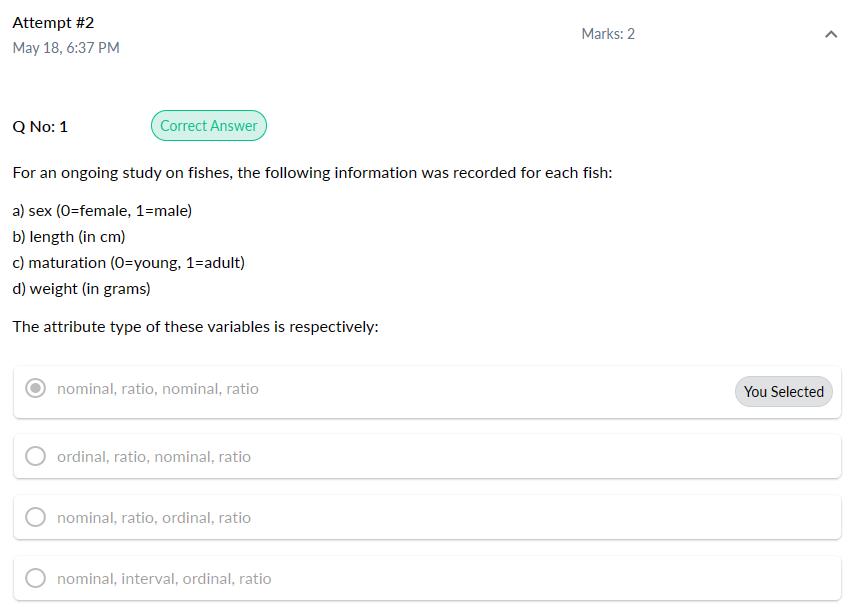 Attempt #2
Marks: 2
May 18, 6:37 PM
Q No: 1
Correct Answer
For an ongoing study on fishes, the following information was recorded for each fish:
a) sex (0=female, 1=male)
b) length (in cm)
c) maturation (0=young, 1=adult)
d) weight (in grams)
The attribute type of these variables is respectively:
nominal, ratio, nominal, ratio
You Selected
ordinal, ratio, nominal, ratio
nominal, ratio, ordinal, ratio
nominal, interval, ordinal, ratio